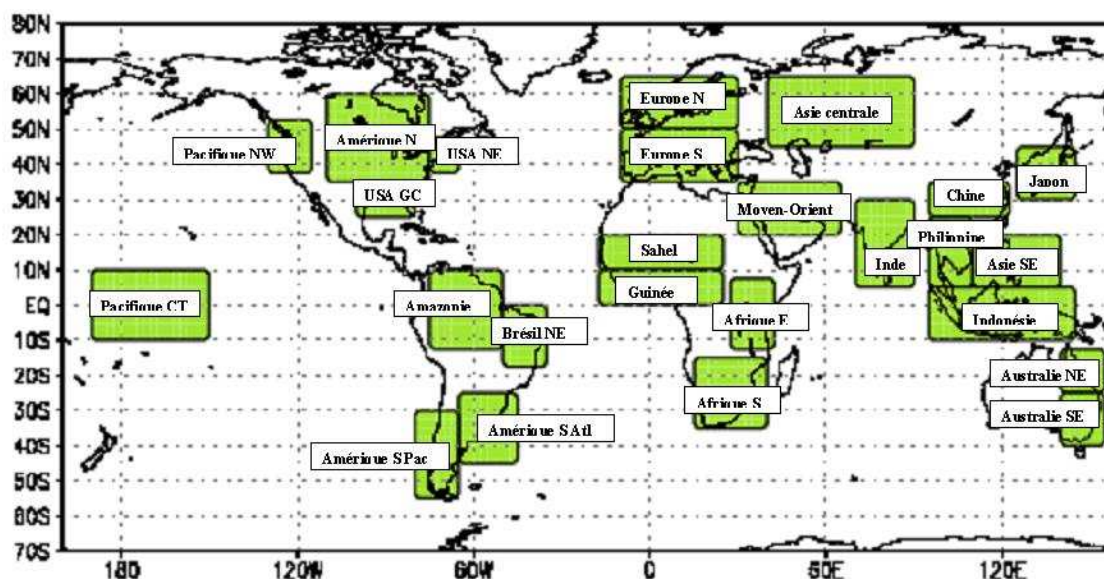 80N
70N
60N
50N
40N
30N
20N
10N
EQ
10S
20S
30S
40S
50S
60S
70S
180
120W
60W
0
60E
120E
Europe N
Asie centrale
Pacifique NW
Amérique N
USA NE
Europe S
Japon
USA GC
Moyen-Orient
Chine
Philippine
Sahel
Inde
Asie SE
Pacifique CT
Amazonie
Guinée
Afrique E
Indonésie
Brésil NE
Australie NE
Afrique S
Australie SE
Amérique S Atl
Amérique S Pac